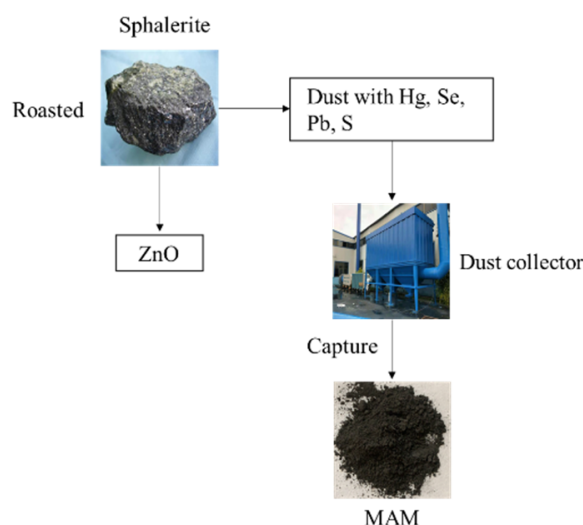 Sphalerite
Roasted
Dust with Hg, Se,
Pb, S
ZnO
Dust collector
Capture
MAM